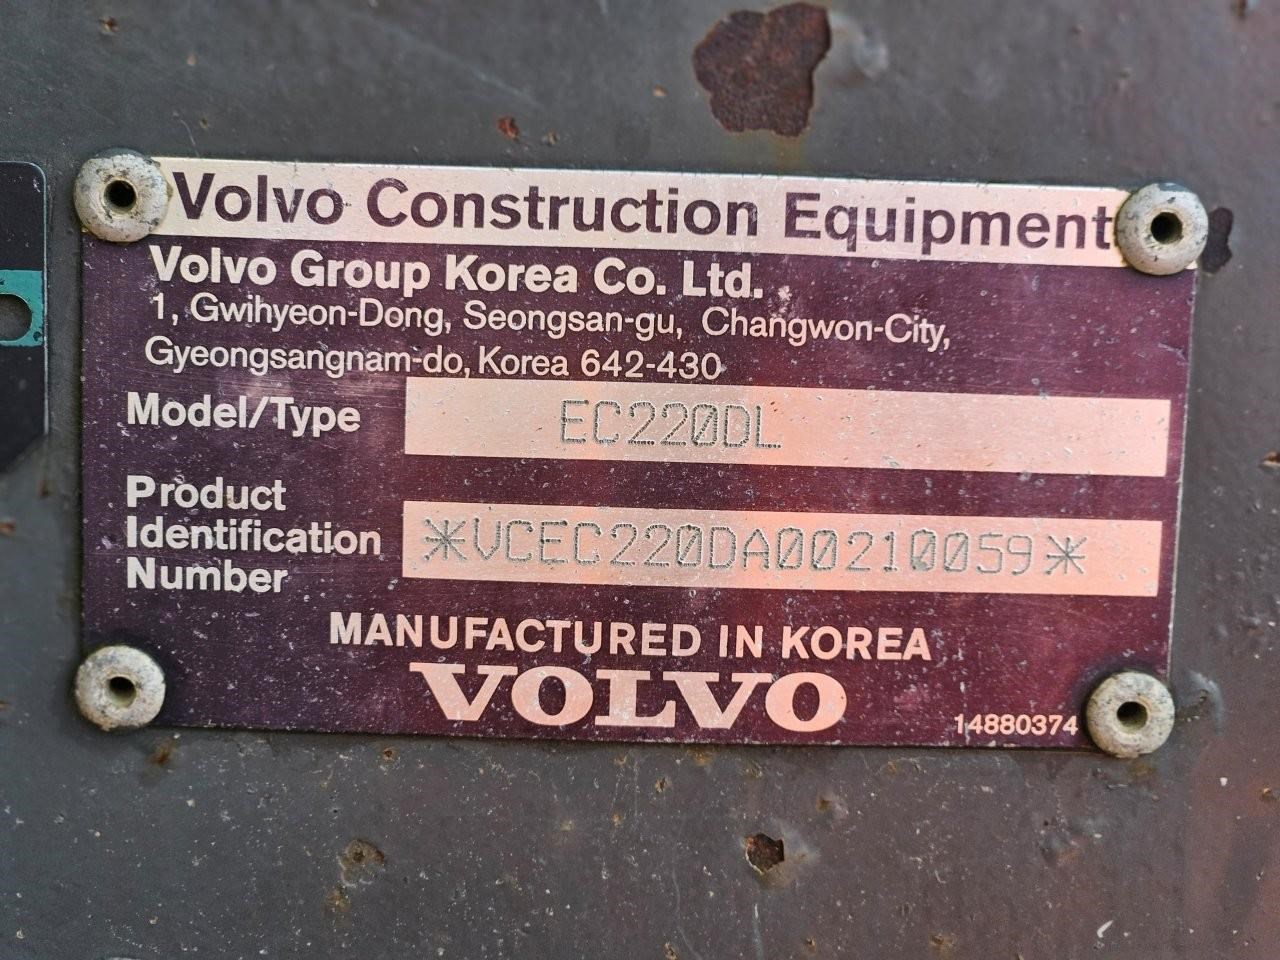 Volvo Construction Equipment
Volvo Group Korea Co. Ltd.
1, Gwihyeon-Dong, Seongsan-gu, Changwon-City,
Gyeongsangnam-do, Korea 642-430
Model/Type EC220DL
Product
Identification
Number
*VCEC220DA00210059*
MANUFACTURED IN KOREA
VOLVO
14880374